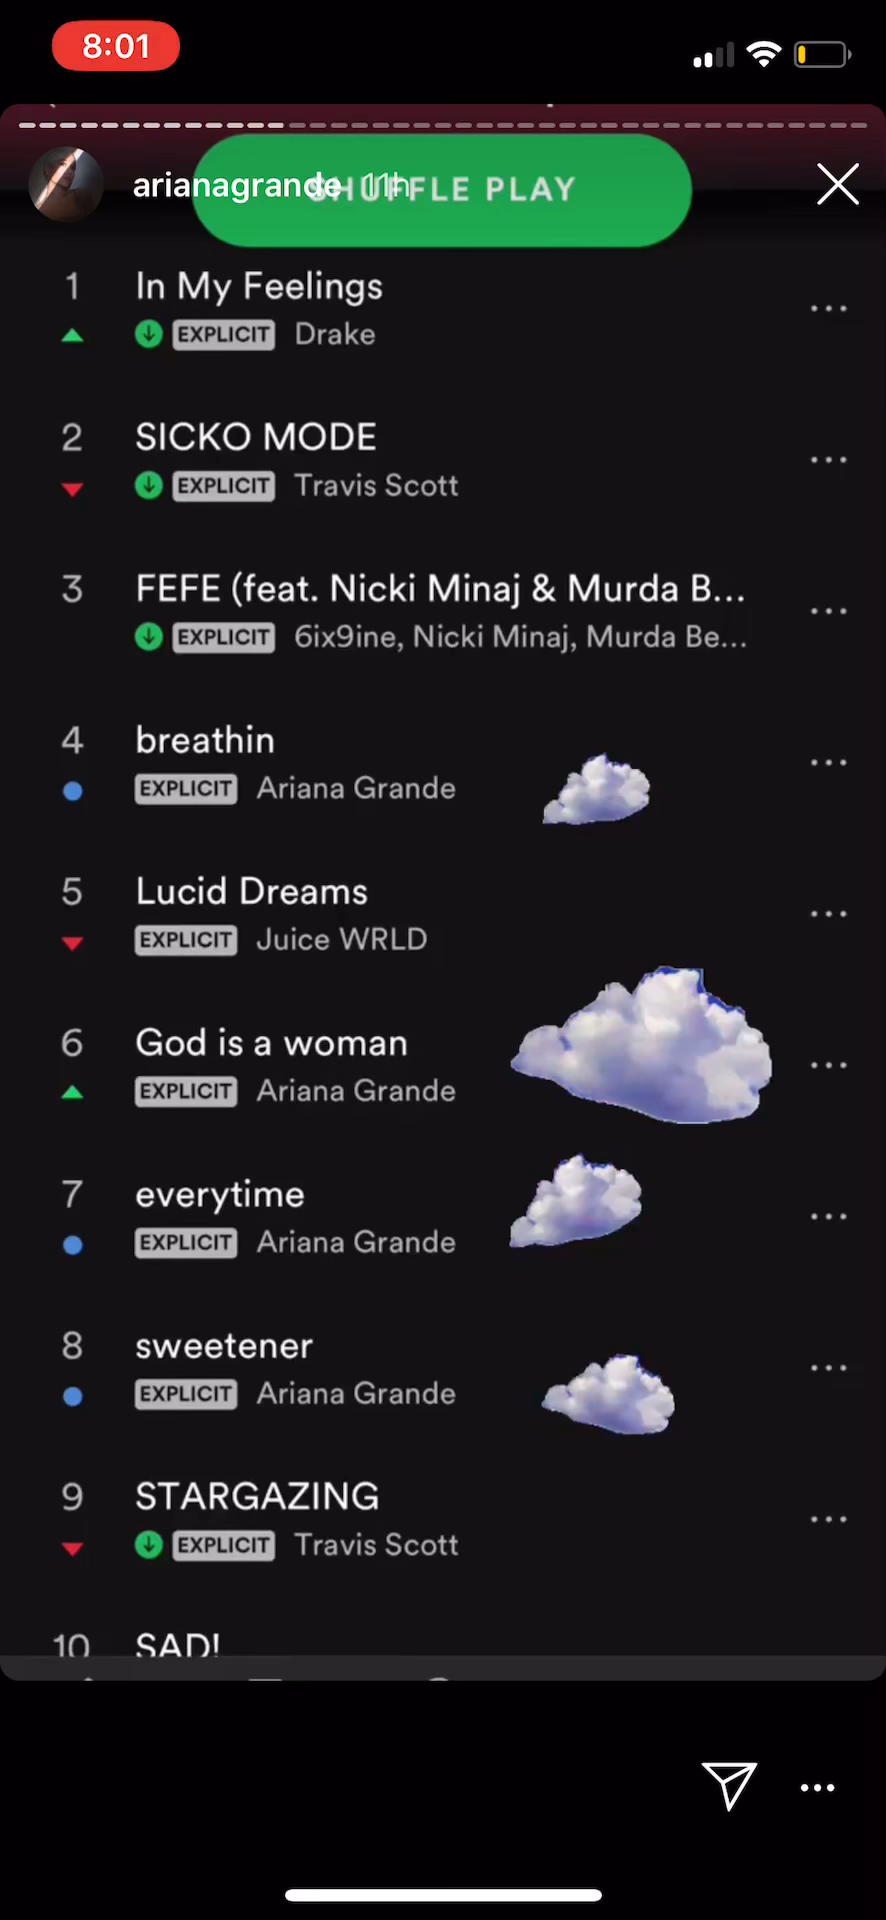 8:01
arianagrande 11h
SHUFFLE PLAY
1 In My Feelings
EXPLICIT Drake
2 SICKO MODE
EXPLICIT Travis Scott
3 FEFE (feat. Nicki Minaj & Murda B...
EXPLICIT 6ix9ine, Nicki Minaj, Murda Be...
4 breathin
EXPLICIT Ariana Grande
5 Lucid Dreams
EXPLICIT Juice WRLD
6 God is a woman
EXPLICIT Ariana Grande
7 everytime
EXPLICIT Ariana Grande
8 sweetener
EXPLICIT Ariana Grande
9 STARGAZING
EXPLICIT Travis Scott
10 SAD!